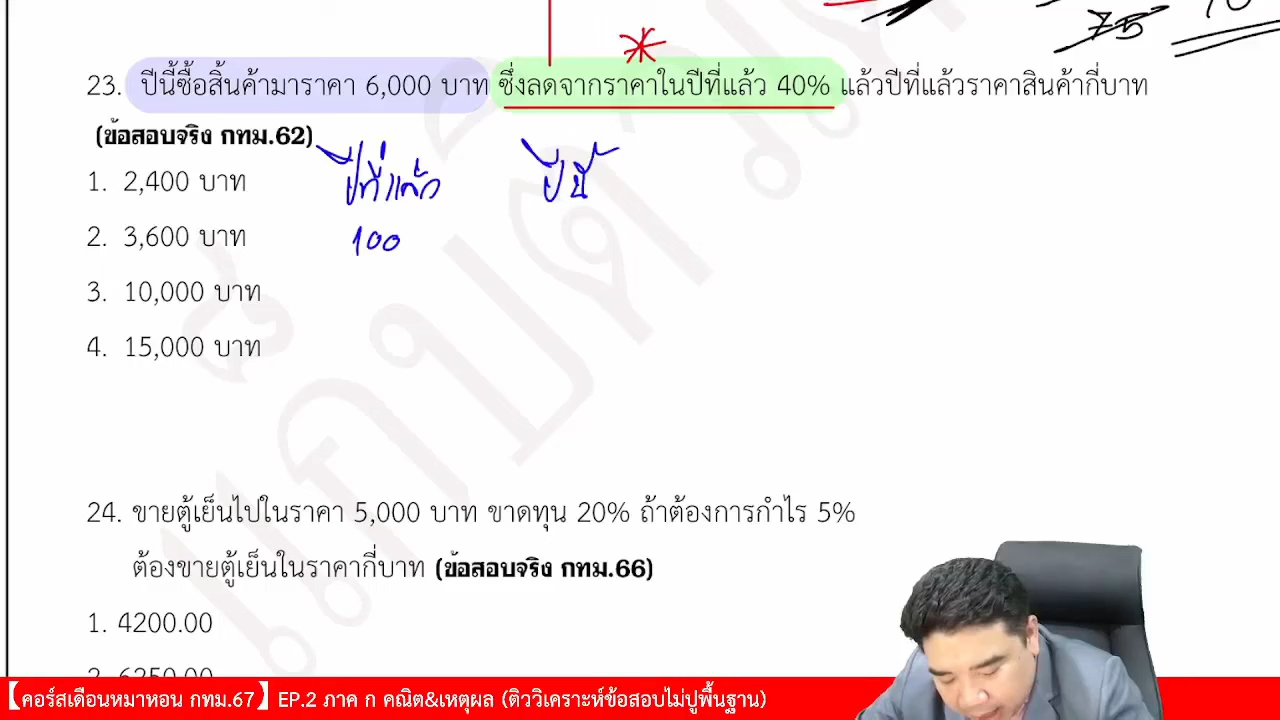 75 10
23. ปีนี้ซื้อสิ้นค้ามาราคา 6,000 บาท ซึ่งลดจากราคาในปีที่แล้ว 40% แล้วปีที่แล้วราคาสินค้ากี่บาท
(ข้อสอบจริง กทม.62)
ปีที่แล้ว ปีนี้
1. 2,400 บาท
100
2. 3,600 บาท
3. 10,000 บาท
4. 15,000 บาท
เก็บติวเต
24. ขายตู้เย็นไปในราคา 5,000 บาท ขาดทุน 20% ถ้าต้องการกำไร 5%
ต้องขายตู้เย็นในราคากี่บาท (ข้อสอบจริง กทม.66)
1. 4200.00
2. 6250.00
【คอร์สเดือนหมาหอน กทม.67】 EP.2 ภาค ก คณิต&เหตุผล (ติววิเคราะห์ข้อสอบไม่ปูพื้นฐาน)